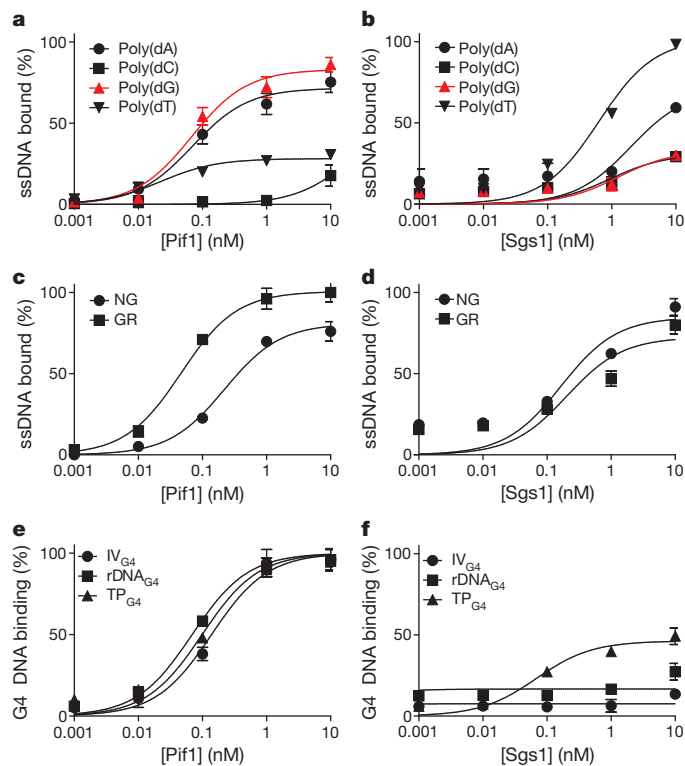 a
100
50
0
ssDNA bound (%)
Poly(dA)
Poly(dC)
Poly(dG)
Poly(dT)
0.001 0.01 0.1 1 10
[Pif1] (nM)
b
100
50
0
ssDNA bound (%)
Poly(dA)
Poly(dC)
Poly(dG)
Poly(dT)
0.001 0.01 0.1 1 10
[Sgs1] (nM)
c
100
50
0
ssDNA bound (%)
NG
GR
0.001 0.01 0.1 1 10
[Pif1] (nM)
d
100
50
0
ssDNA bound (%)
NG
GR
0.001 0.01 0.1 1 10
[Sgs1] (nM)
e
100
50
0
G4 DNA binding (%)
IVG4
rDNAG4
TPG4
0.001 0.01 0.1 1 10
[Pif1] (nM)
f
100
50
0
G4 DNA binding (%)
IVG4
rDNAG4
TPG4
0.001 0.01 0.1 1 10
[Sgs1] (nM)